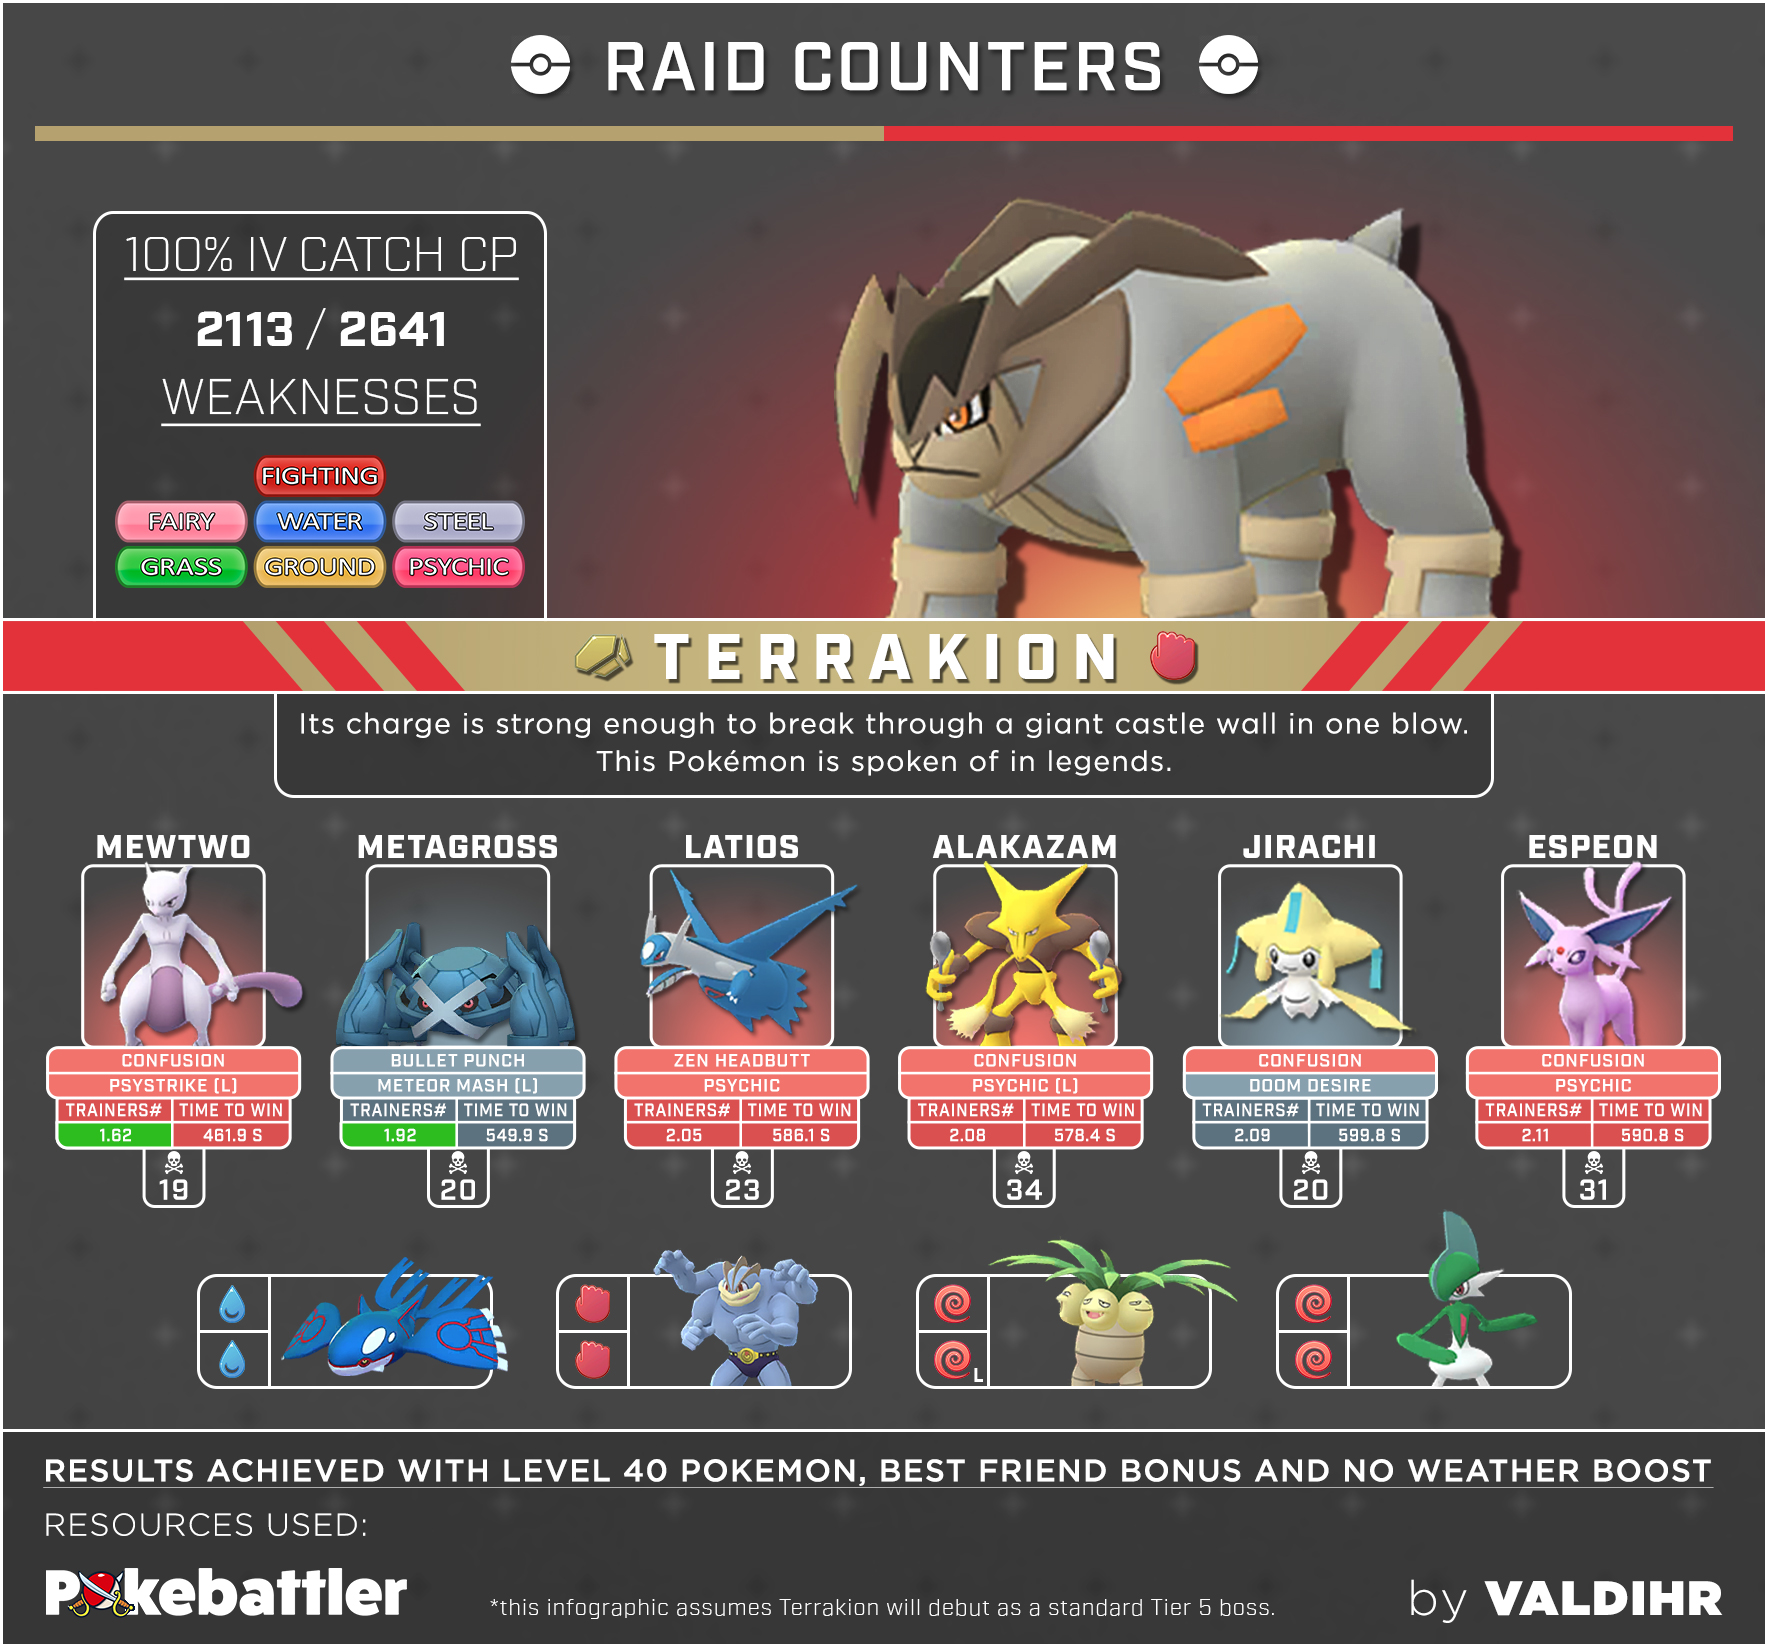 RAID COUNTERS
100% IV CATCH CP
2113 / 2641
WEAKNESSES
FIGHTING
FAIRY WATER STEEL
GRASS GROUND PSYCHIC
TERRAKION
Its charge is strong enough to break through a giant castle wall in one blow.
This Pokémon is spoken of in legends.
MEWTWO METAGROSS LATIOS ALAKAZAM JIRACHI ESPEON
CONFUSION BULLET PUNCH ZEN HEADBUTT CONFUSION CONFUSION CONFUSION
PSYSTRIKE (L) METEOR MASH (L) PSYCHIC PSYCHIC (L) DOOM DESIRE PSYCHIC
TRAINERS# TIME TO WIN TRAINERS# TIME TO WIN TRAINERS# TIME TO WIN TRAINERS# TIME TO WIN TRAINERS# TIME TO WIN TRAINERS# TIME TO WIN
1.62 461.9 S 1.92 549.9 S 2.05 586.1 S 2.08 578.4 S 2.09 599.8 S 2.11 590.8 S
19 20 23 34 20 31
L
RESULTS ACHIEVED WITH LEVEL 40 POKEMON, BEST FRIEND BONUS AND NO WEATHER BOOST
RESOURCES USED:
Pokebattler
*this infographic assumes Terrakion will debut as a standard Tier 5 boss.
by VALDIHR